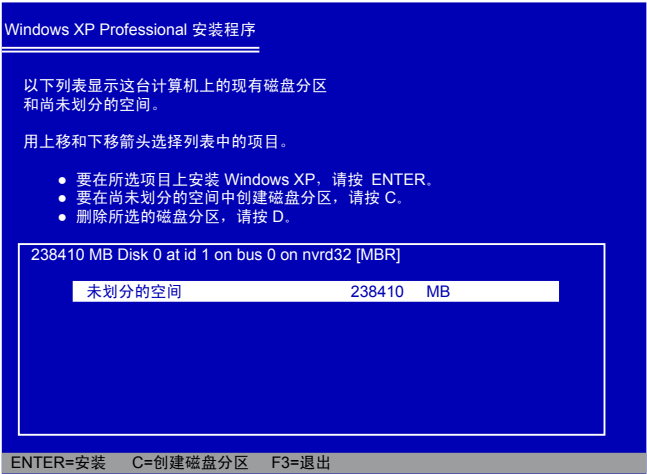 Windows XP Professional 安装程序
以下列表显示这台计算机上的现有磁盘分区
和尚未划分的空间。
用上移和下移箭头选择列表中的项目。
● 要在所选项目上安装 Windows XP，请按 ENTER。
● 要在尚未划分的空间中创建磁盘分区，请按 C。
● 删除所选的磁盘分区，请按 D。
238410 MB Disk 0 at id 1 on bus 0 on nvrd32 [MBR]
未划分的空间 238410 MB
ENTER=安装 C=创建磁盘分区 F3=退出